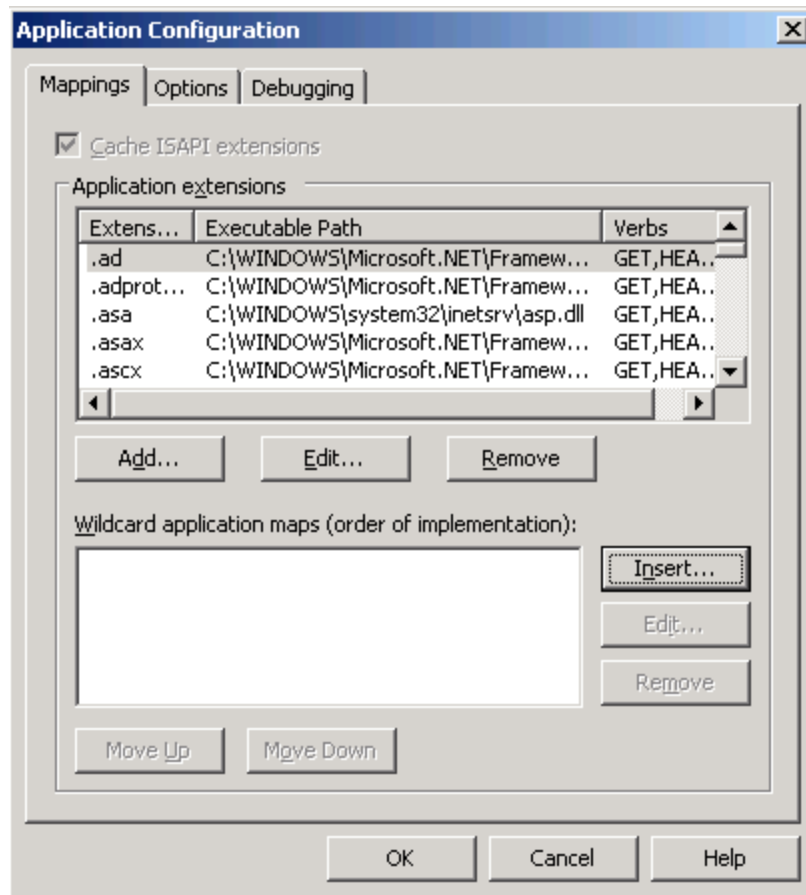 Application Configuration
Mappings Options Debugging
Cache ISAPI extensions
Application extensions
Extens... Executable Path Verbs
.ad C:\WINDOWS\Microsoft.NET\Framew... GET,HEA..
.adprot... C:\WINDOWS\Microsoft.NET\Framew... GET,HEA..
.asa C:\WINDOWS\system32\inetsrv\asp.dll GET,HEA..
.asax C:\WINDOWS\Microsoft.NET\Framew... GET,HEA..
.ascx C:\WINDOWS\Microsoft.NET\Framew... GET,HEA..
Add... Edit... Remove
Wildcard application maps (order of implementation):
Insert...
Edit...
Remove
Move Up Move Down
OK Cancel Help